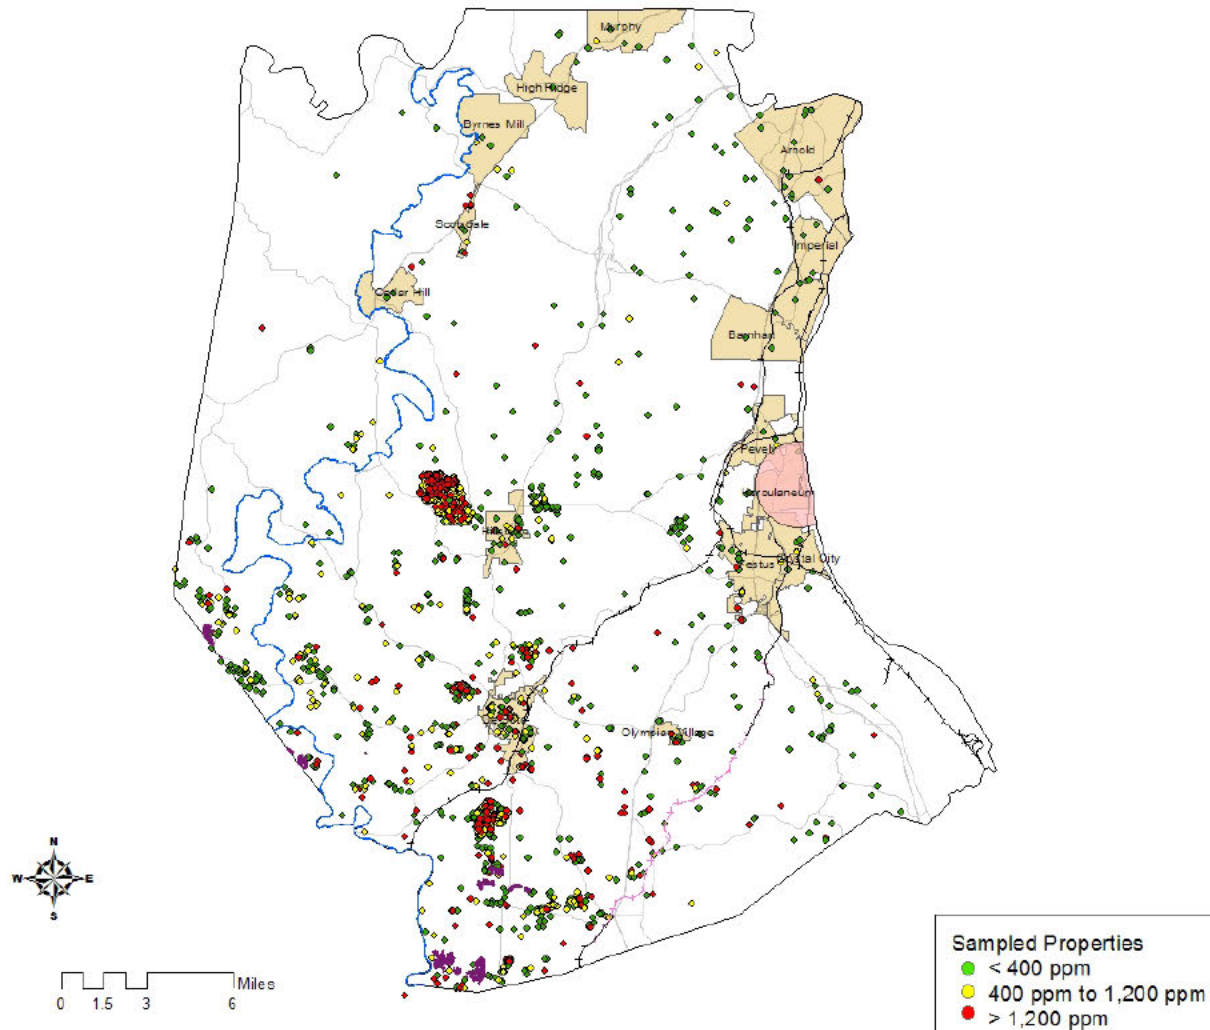 Murphy
High Ridge
Byrnes Mill
Arnold
Imperial
Cedar Hill
Barnhart
Pevely
Herculaneum
Crystal City
Festus
Olympian Village
N
W
E
S
Miles
0 1.5 3 6
Sampled Properties
< 400 ppm
400 ppm to 1,200 ppm
> 1,200 ppm